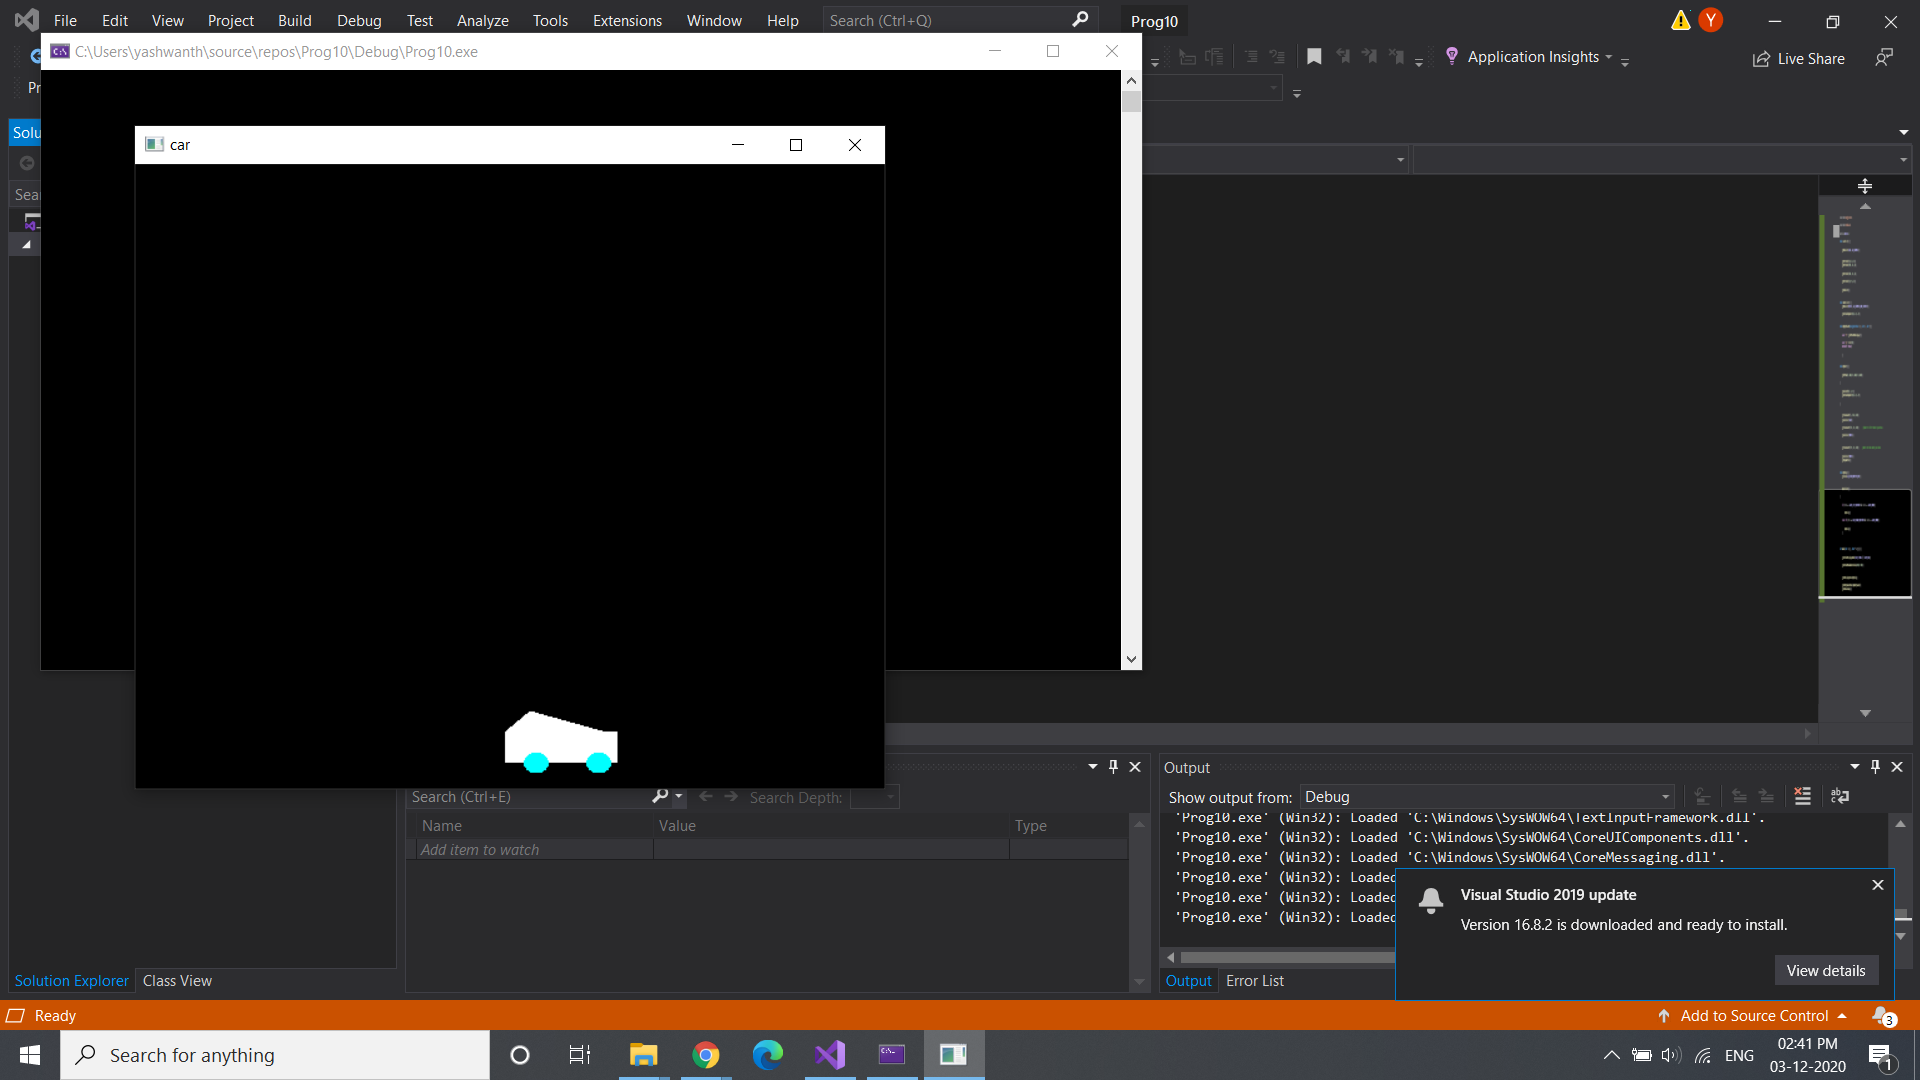 File Edit View Project Build Debug Test Analyze Tools Extensions Window Help Search (Ctrl+Q) Prog10 Y
C:\Users\yashwanth\source\repos\Prog10\Debug\Prog10.exe
Application Insights
Live Share
car
Search (Ctrl+E) Search Depth:
Name Value Type
Add item to watch
Output
Show output from: Debug
'Prog10.exe' (Win32): Loaded 'C:\Windows\SysWOW64\TextInputFramework.dll'.
'Prog10.exe' (Win32): Loaded 'C:\Windows\SysWOW64\CoreUIComponents.dll'.
'Prog10.exe' (Win32): Loaded 'C:\Windows\SysWOW64\CoreMessaging.dll'.
'Prog10.exe' (Win32): Loaded
'Prog10.exe' (Win32): Loaded
'Prog10.exe' (Win32): Loaded
Visual Studio 2019 update
Version 16.8.2 is downloaded and ready to install.
View details
Solution Explorer Class View
Output Error List
Ready
Add to Source Control 3
Search for anything
ENG
02:41 PM
03-12-2020
1